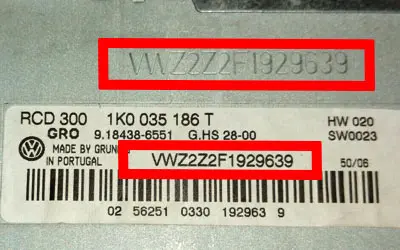 VWZ2Z2F1929639
RCD 300 1K0 035 186 T HW 020
GRO 9.18438-6551 G.HS 28-00 SW0023
MADE BY GRUN
IN PORTUGAL VWZ2Z2F1929639 50/06
02 56251 0330 192963 9